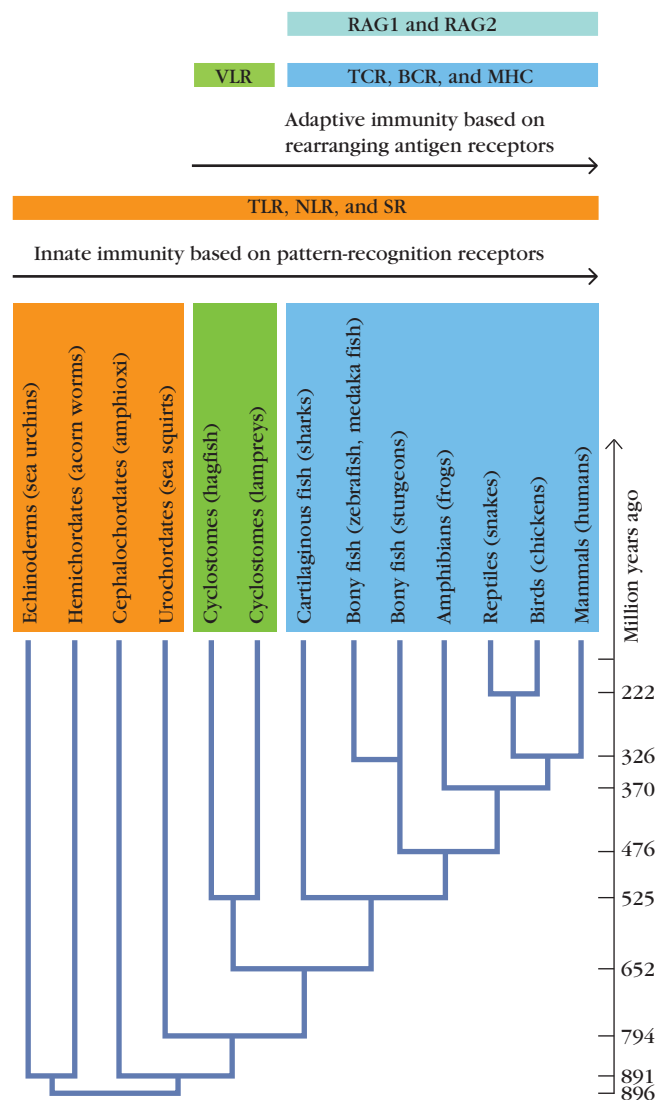 RAG1 and RAG2
VLR
TCR, BCR, and MHC
Adaptive immunity based on
rearranging antigen receptors
TLR, NLR, and SR
Innate immunity based on pattern-recognition receptors
Echinoderms (sea urchins)
Hemichordates (acorn worms)
Cephalochordates (amphioxi)
Urochordates (sea squirts)
Cyclostomes (hagfish)
Cyclostomes (lampreys)
Cartilaginous fish (sharks)
Bony fish (zebrafish, medaka fish)
Bony fish (sturgeons)
Amphibians (frogs)
Reptiles (snakes)
Birds (chickens)
Mammals (humans)
Million years ago
222
326
370
476
525
652
794
891
896